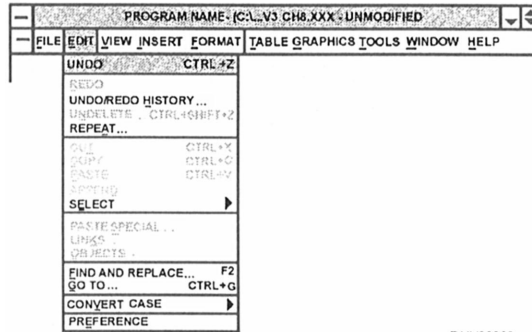 PROGRAM NAME- [C:\...V3 CH8.XXX - UNMODIFIED
FILE EDIT VIEW INSERT FORMAT TABLE GRAPHICS TOOLS WINDOW HELP
UNDO CTRL+Z
REDO
UNDO/REDO HISTORY...
UNDELETE . CTRL+SHIFT+Z
REPEAT...
CUT CTRL+X
COPY CTRL+C
PASTE CTRL+V
APPEND
SELECT
PASTE SPECIAL...
LINKS .
OBJECTS .
FIND AND REPLACE... F2
GO TO... CTRL+G
CONVERT CASE
PREFERENCE